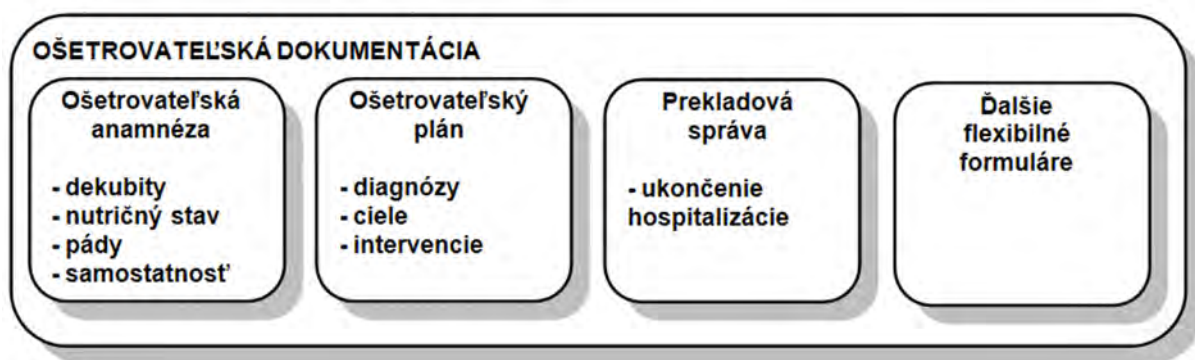 OŠETROVATEĽSKÁ DOKUMENTÁCIA
Ošetrovateľská
anamnéza
- dekubity
- nutričný stav
- pády
- samostatnosť
Ošetrovateľský
plán
- diagnózy
- ciele
- intervencie
Prekladová
správa
- ukončenie
hospitalizácie
Ďalšie
flexibilné
formuláre